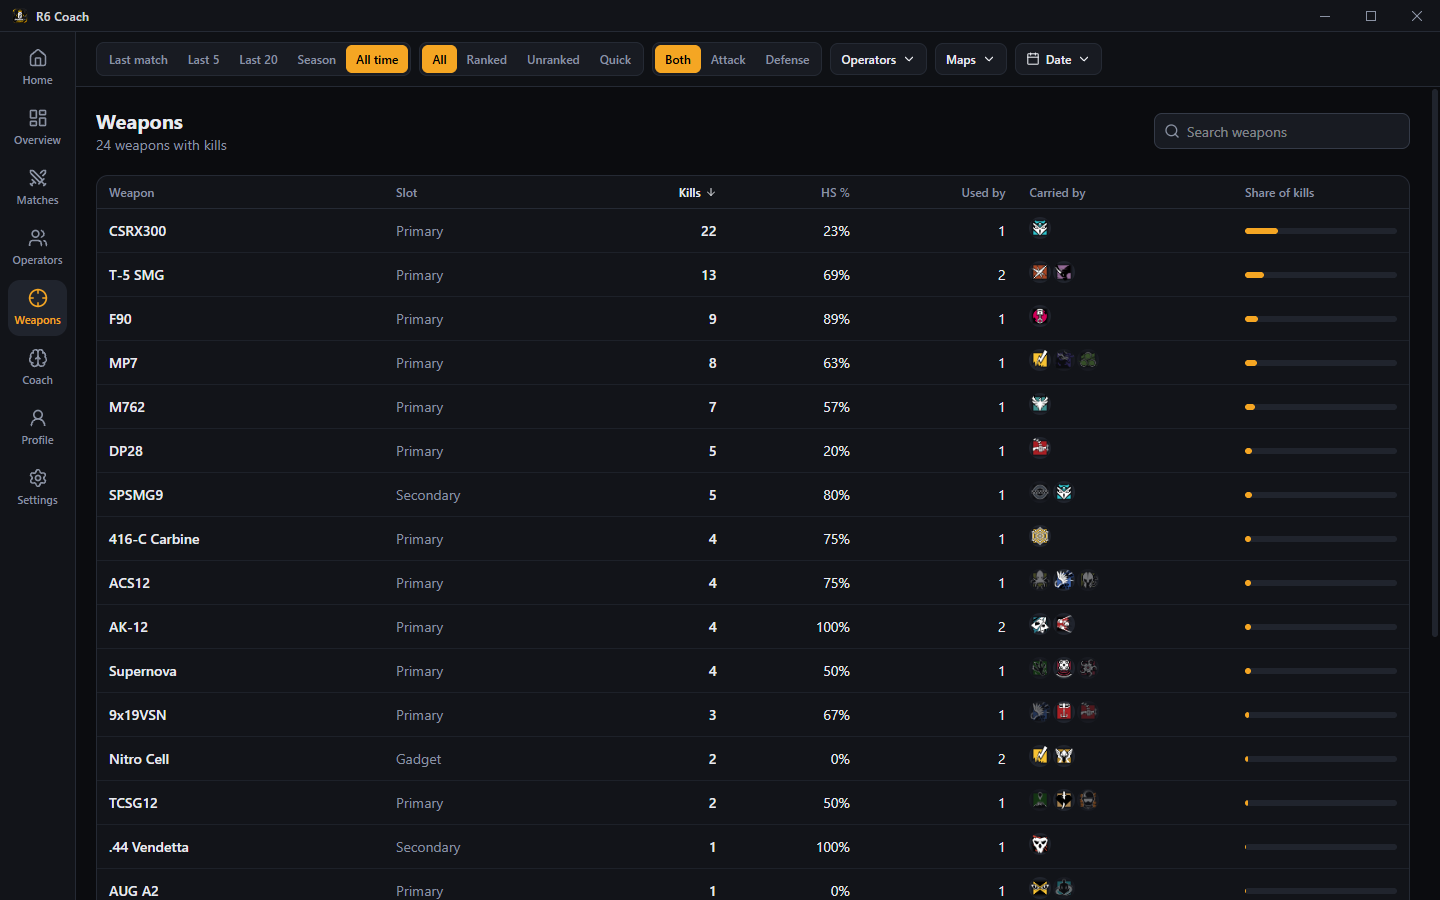 R6 Coach
Last match Last 5 Last 20 Season All time All Ranked Unranked Quick Both Attack Defense Operators Maps Date
Home
Overview
Matches
Operators
Weapons
Coach
Profile
Settings
Weapons
24 weapons with kills
Search weapons
Weapon Slot Kills ↓ HS % Used by Carried by Share of kills
CSRX300 Primary 22 23% 1
T-5 SMG Primary 13 69% 2
F90 Primary 9 89% 1
MP7 Primary 8 63% 1
M762 Primary 7 57% 1
DP28 Primary 5 20% 1
SPSMG9 Secondary 5 80% 1
416-C Carbine Primary 4 75% 1
ACS12 Primary 4 75% 1
AK-12 Primary 4 100% 2
Supernova Primary 4 50% 1
9x19VSN Primary 3 67% 1
Nitro Cell Gadget 2 0% 2
TCSG12 Primary 2 50% 1
.44 Vendetta Secondary 1 100% 1
AUG A2 Primary 1 0% 1